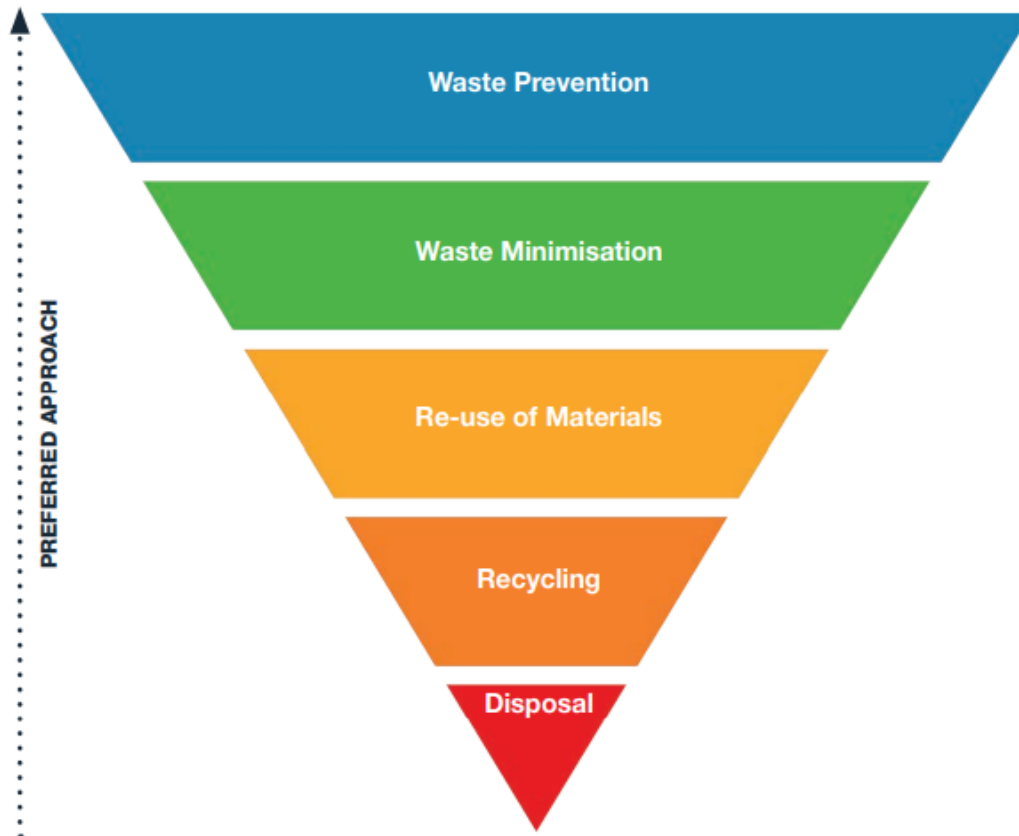 Waste Prevention
Waste Minimisation
Re-use of Materials
Recycling
Disposal
PREFERRED APPROACH